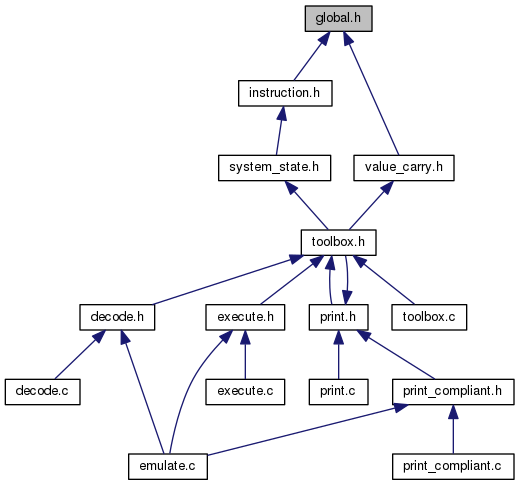 global.h
instruction.h
system_state.h
value_carry.h
toolbox.h
decode.h
execute.h
print.h
toolbox.c
decode.c
execute.c
print.c
print_compliant.h
emulate.c
print_compliant.c